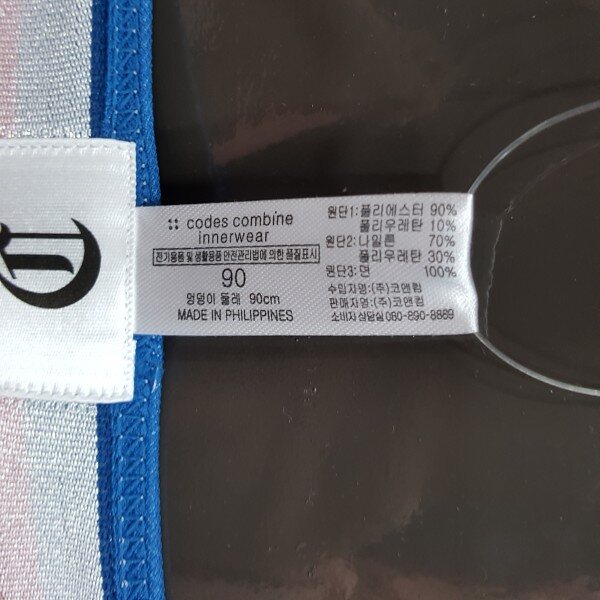 codes combine
innerwear
전기용품 및 생활용품 안전관리법에 의한 품질표시
90
엉덩이 둘레 90cm
MADE IN PHILIPPINES
원단1: 폴리에스터 90%
폴리우레탄 10%
원단2: 나일론 70%
폴리우레탄 30%
원단3: 면 100%
수입자명:(주)코앤컴
판매자명:(주)코앤컴
소비자상담실 080-890-8889